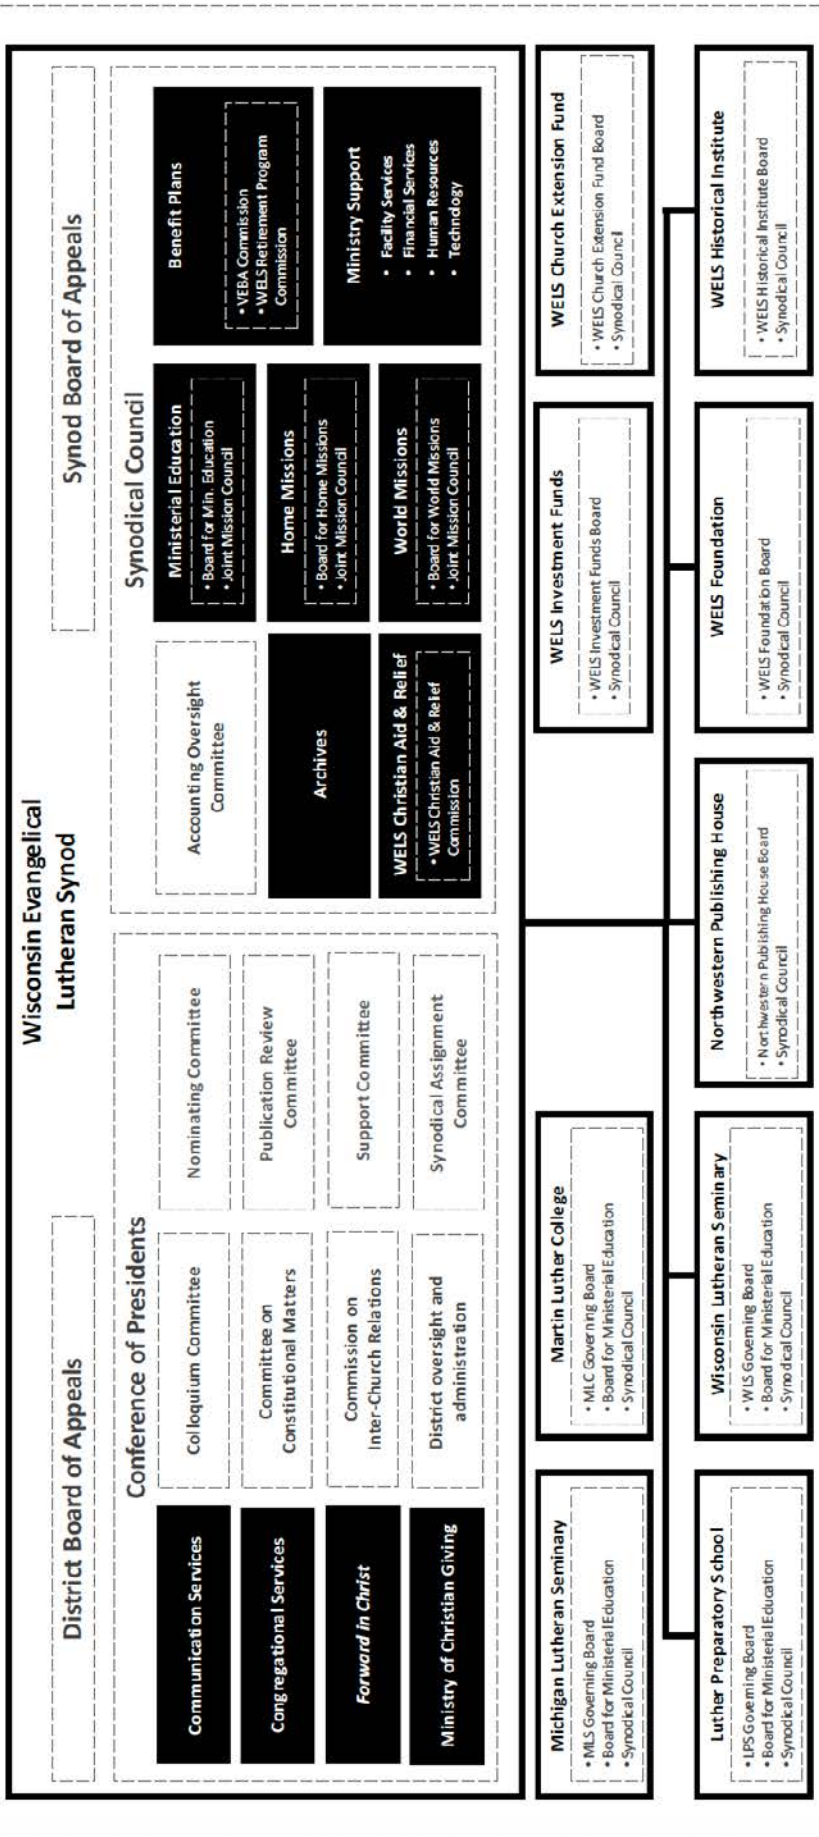 Wisconsin Evangelical
Lutheran Synod
District Board of Appeals
Synod Board of Appeals
Conference of Presidents
Communication Services
Congregational Services
Forward in Christ
Ministry of Christian Giving
Colloquium Committee
Committee on
Constitutional Matters
Commission on
Inter-Church Relations
District oversight and
administration
Nominating Committee
Publication Review
Committee
Support Committee
Synodical Assignment
Committee
Synodical Council
Accounting Oversight
Committee
Archives
WELS Christian Aid & Relief
• WELS Christian Aid & Relief
Commission
Ministerial Education
• Board for Min. Education
• Joint Mission Council
Home Missions
• Board for Home Missions
• Joint Mission Council
World Missions
• Board for World Missions
• Joint Mission Council
Benefit Plans
• VEBA Commission
• WELS Retirement Program
Commission
Ministry Support
• Facility Services
• Financial Services
• Human Resources
• Technology
Michigan Lutheran Seminary
• MLS Governing Board
• Board for Ministerial Education
• Synodical Council
Martin Luther College
• MLC Governing Board
• Board for Ministerial Education
• Synodical Council
WELS Investment Funds
• WELS Investment Funds Board
• Synodical Council
WELS Church Extension Fund
• WELS Church Extension Fund Board
• Synodical Council
Luther Preparatory School
• LPS Governing Board
• Board for Ministerial Education
• Synodical Council
Wisconsin Lutheran Seminary
• WLS Governing Board
• Board for Ministerial Education
• Synodical Council
Northwestern Publishing House
• Northwestern Publishing House Board
• Synodical Council
WELS Foundation
• WELS Foundation Board
• Synodical Council
WELS Historical Institute
• WELS Historical Institute Board
• Synodical Council